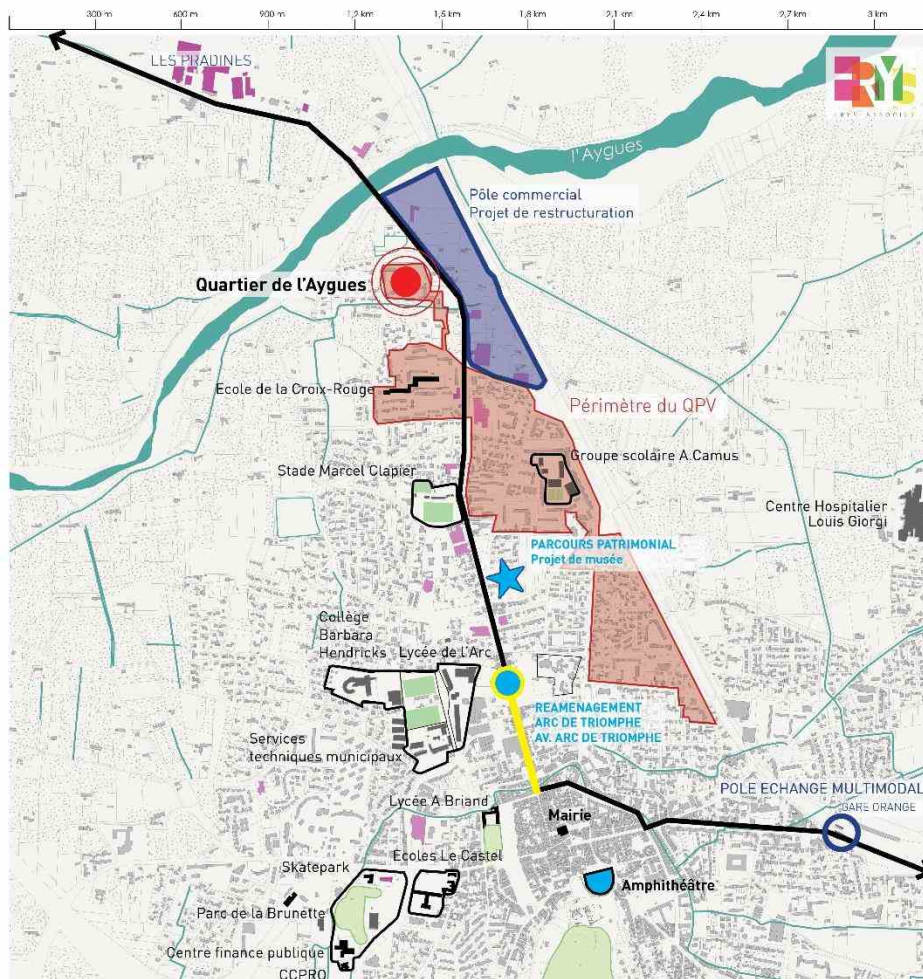 300 m
600 m
900 m
1,2 km
1,5 km
1,8 km
2,1 km
2,4 km
2,7 km
3 km
LES PRADINES
l'Aygues
Pôle commercial
Projet de restructuration
Quartier de l'Aygues
Ecole de la Croix-Rouge
Périmètre du QPV
Stade Marcel Clapier
Groupe scolaire A.Camus
Centre Hospitalier
Louis Giorgi
PARCOURS PATRIMONIAL
Projet de musée
Collège
Barbara
Hendricks
Lycée de l'Arc
REAMENAGEMENT
ARC DE TRIOMPHE
AV. ARC DE TRIOMPHE
Services
techniques municipaux
POLE ECHANGE MULTIMODAL
GARE ORANGE
Lycée A.Briand
Mairie
Ecoles Le Castel
Skatepark
Amphithéâtre
Parc de la Brunette
Centre finance publique
CCPRO